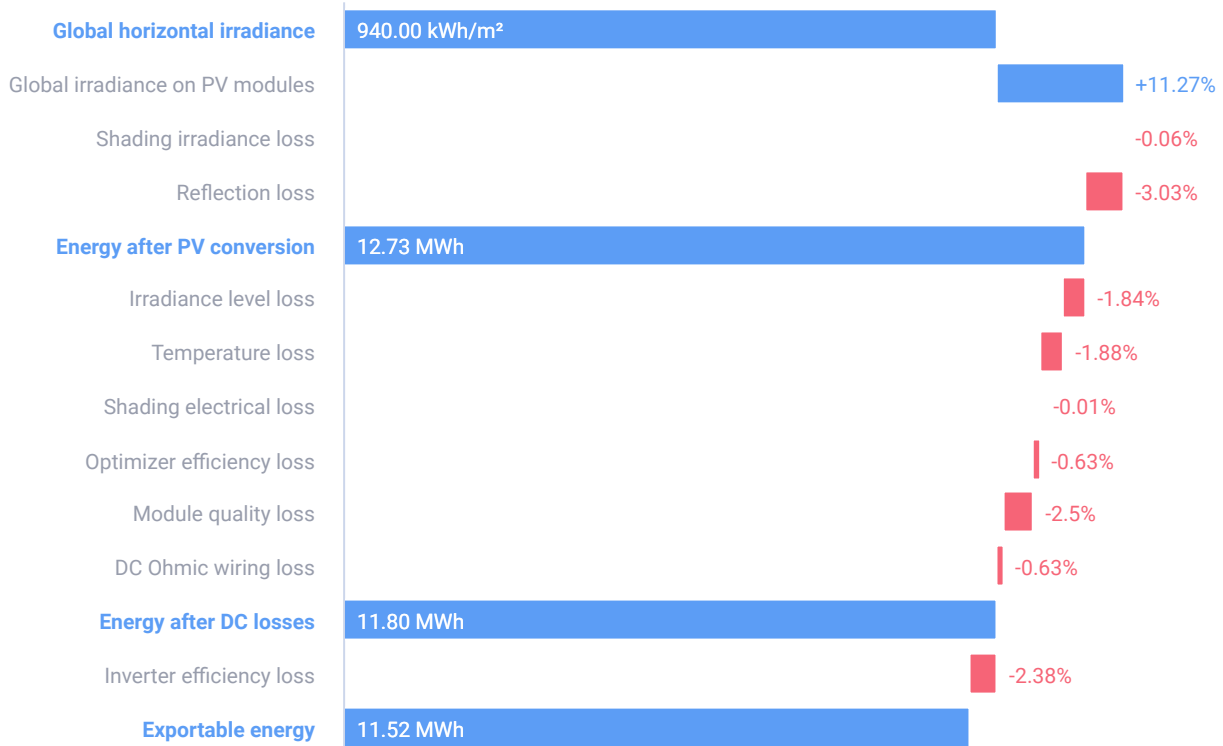 Global horizontal irradiance 940.00 kWh/m²
Global irradiance on PV modules +11.27%
Shading irradiance loss -0.06%
Reflection loss -3.03%
Energy after PV conversion 12.73 MWh
Irradiance level loss -1.84%
Temperature loss -1.88%
Shading electrical loss -0.01%
Optimizer efficiency loss -0.63%
Module quality loss -2.5%
DC Ohmic wiring loss -0.63%
Energy after DC losses 11.80 MWh
Inverter efficiency loss -2.38%
Exportable energy 11.52 MWh